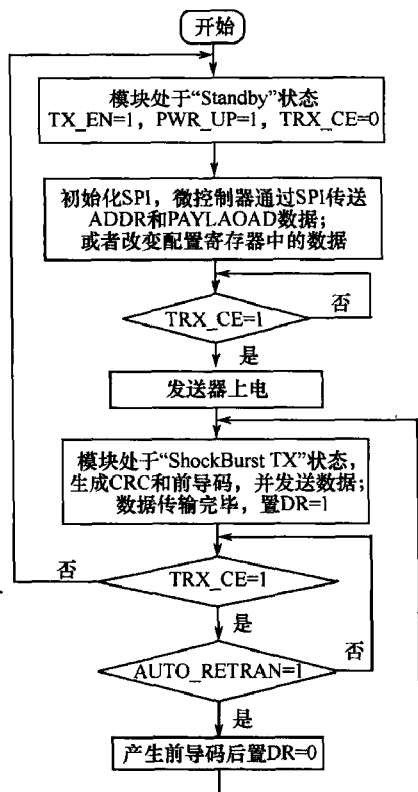 开始
模块处于“Standby”状态
TX_EN=1，PWR_UP=1，TRX_CE=0
初始化SPI，微控制器通过SPI传送
ADDR和PAYLAOAD数据；
或者改变配置寄存器中的数据
否
TRX_CE=1
是
发送器上电
模块处于“ShockBurst TX”状态，
生成CRC和前导码，并发送数据；
数据传输完毕，置DR=1
否
TRX_CE=1
是
否
AUTO_RETRAN=1
是
产生前导码后置DR=0